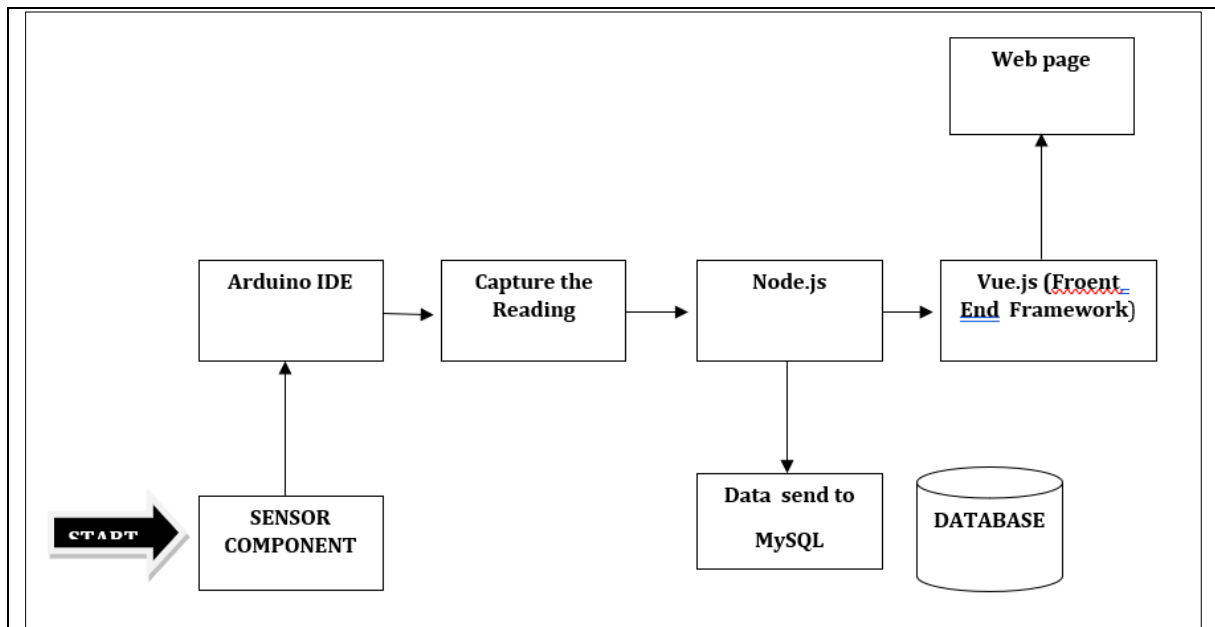 Web page
Arduino IDE
Capture the
Reading
Node.js
Vue.js (Froent
End Framework)
SENSOR
COMPONENT
Data send to
MySQL
DATABASE
START